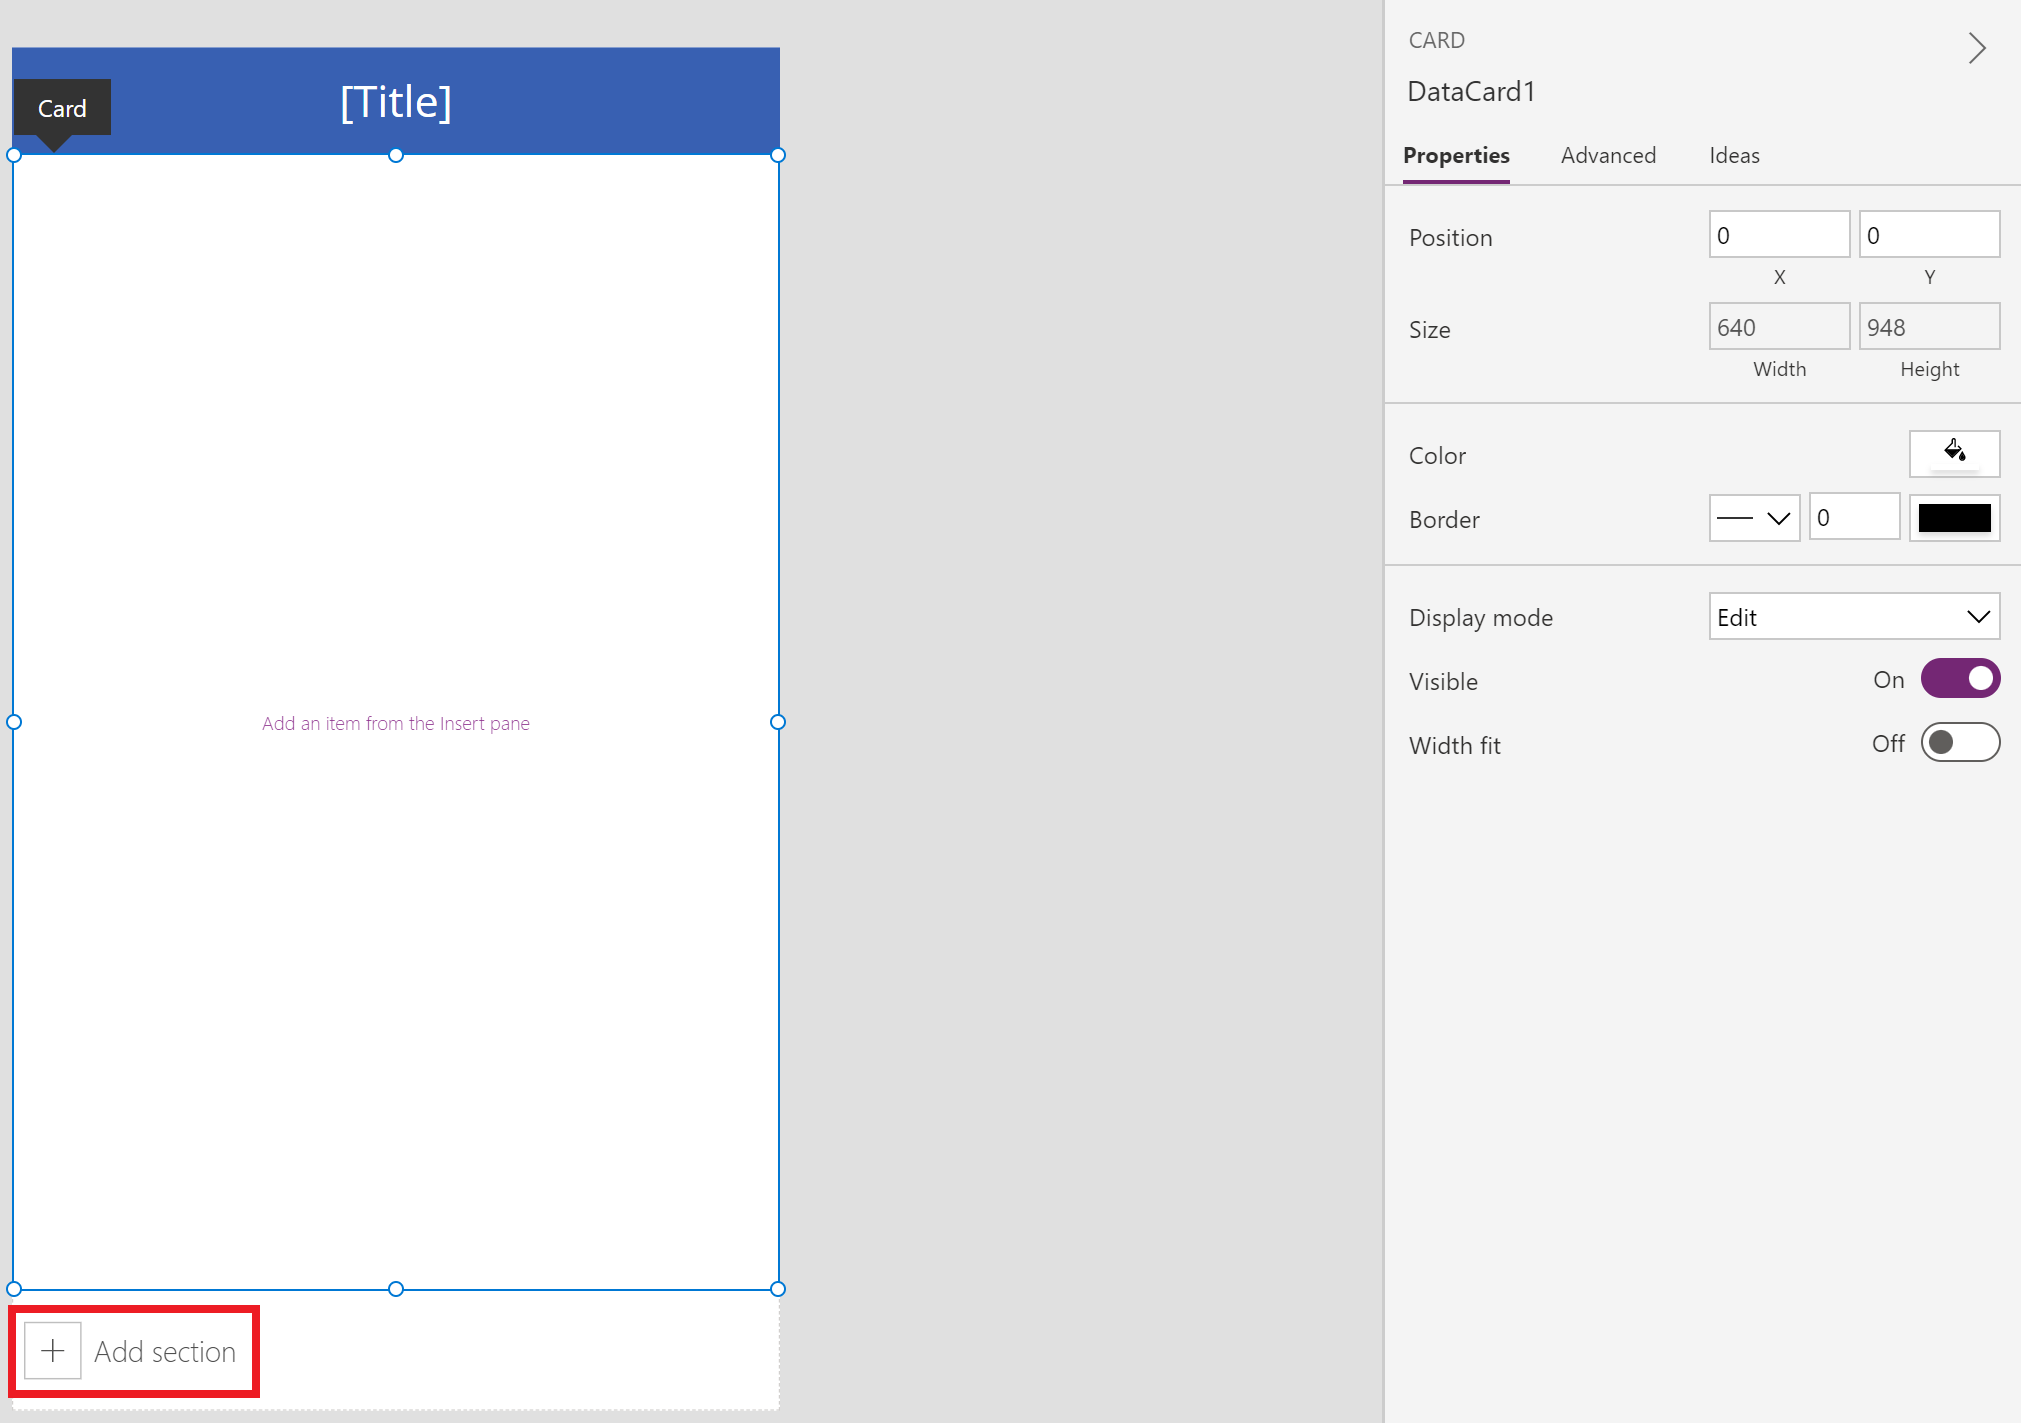 [Title]
Card
Add an item from the Insert pane
Add section
CARD
DataCard1
Properties Advanced Ideas
Position 0 0
X Y
Size 640 948
Width Height
Color
Border 0
Display mode Edit
Visible On
Width fit Off